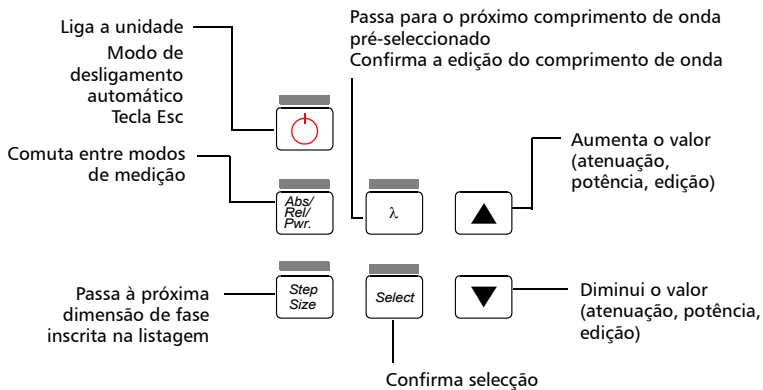 Liga a unidade
Modo de
desligamento
automático
Tecla Esc
Passa para o próximo comprimento de onda
pré-seleccionado
Confirma a edição do comprimento de onda
Comuta entre modos
de medição
Abs/
Rel/
Pwr.
λ
Aumenta o valor
(atenuação,
potência, edição)
Passa à próxima
dimensão de fase
inscrita na listagem
Step
Size
Select
Diminui o valor
(atenuação, potência,
edição)
Confirma selecção